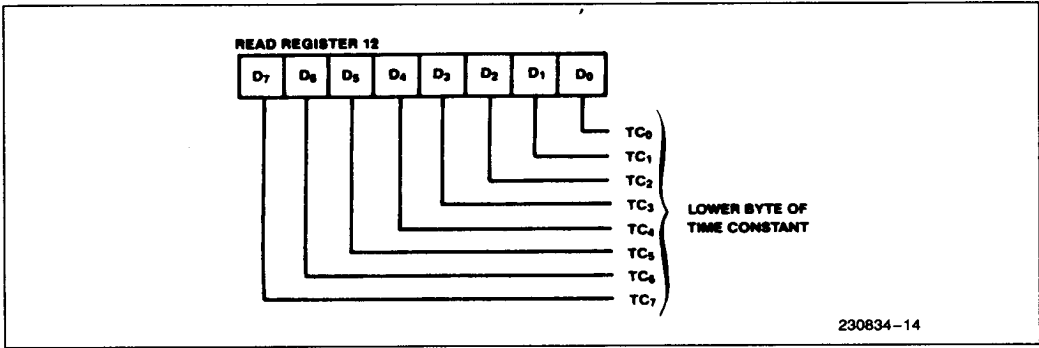 READ REGISTER 12
D₇ D₆ D₅ D₄ D₃ D₂ D₁ D₀
TC₀
TC₁
TC₂
TC₃
TC₄
TC₅
TC₆
TC₇
LOWER BYTE OF
TIME CONSTANT
230834–14